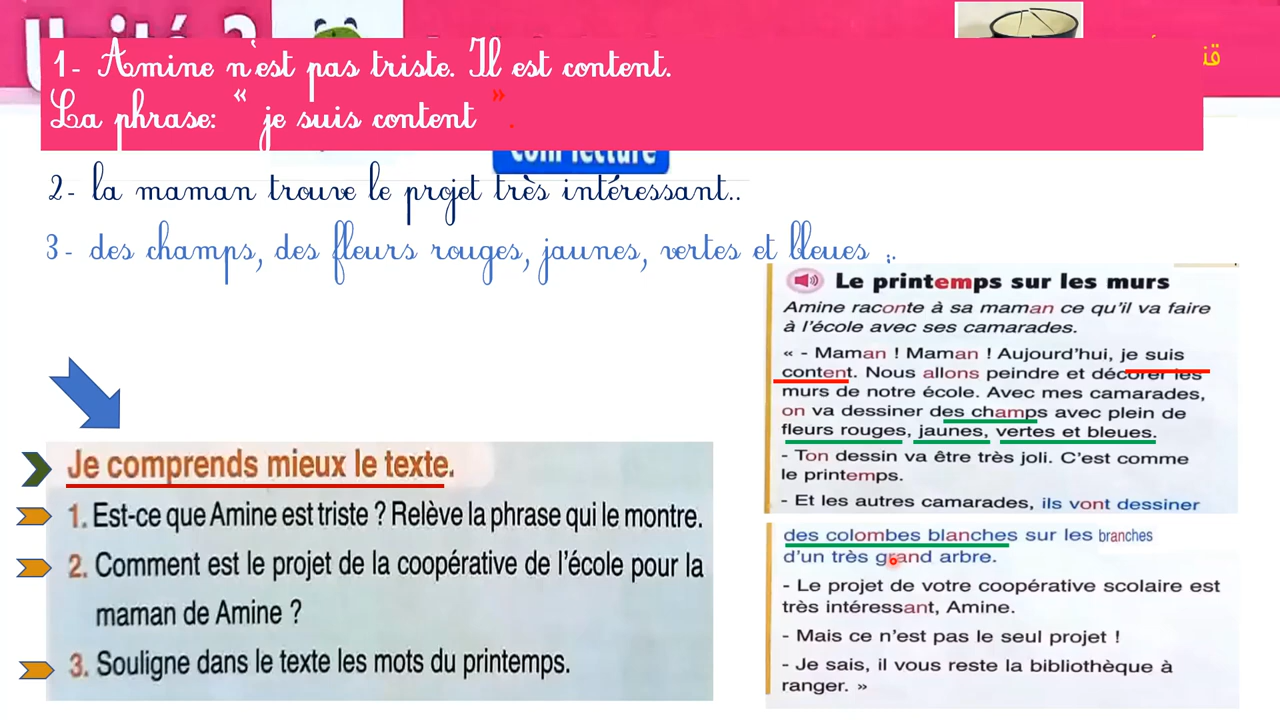 Unité 2
قن
1- Amine n'est pas triste. Il est content.
La phrase: " je suis content ".
com lecture
2- la maman trouve le projet très intéressant..
3- des champs, des fleurs rouges, jaunes, vertes et bleues ;.
Le printemps sur les murs
Amine raconte à sa maman ce qu'il va faire
à l'école avec ses camarades.
« - Maman ! Maman ! Aujourd'hui, je suis
content. Nous allons peindre et décorer les
murs de notre école. Avec mes camarades,
on va dessiner des champs avec plein de
fleurs rouges, jaunes, vertes et bleues.
- Ton dessin va être très joli. C'est comme
le printemps.
- Et les autres camarades, ils vont dessiner
des colombes blanches sur les branches
d'un très grand arbre.
- Le projet de votre coopérative scolaire est
très intéressant, Amine.
- Mais ce n'est pas le seul projet !
- Je sais, il vous reste la bibliothèque à
ranger. »
Je comprends mieux le texte.
1. Est-ce que Amine est triste ? Relève la phrase qui le montre.
2. Comment est le projet de la coopérative de l'école pour la
maman de Amine ?
3. Souligne dans le texte les mots du printemps.